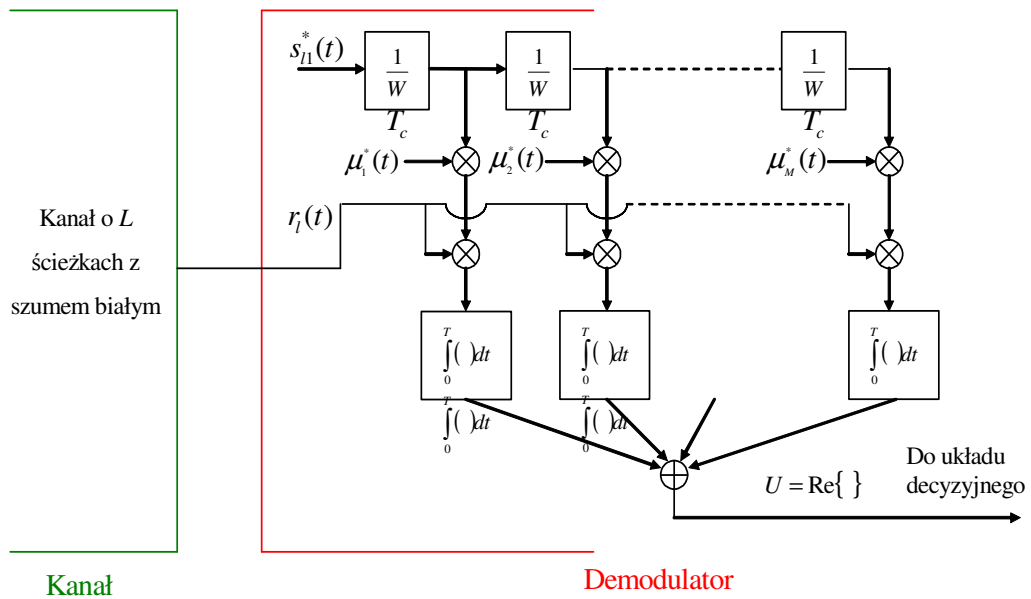 s*l1(t)
1/W
1/W
1/W
Tc
Tc
Tc
μ*1(t)
μ*2(t)
μ*M(t)
Kanał o L
ścieżkach z
szumem białym
rl(t)
∫0T( )dt
∫0T( )dt
∫0T( )dt
∫0T( )dt
∫0T( )dt
U = Re{ }
Do układu
decyzyjnego
Kanał
Demodulator